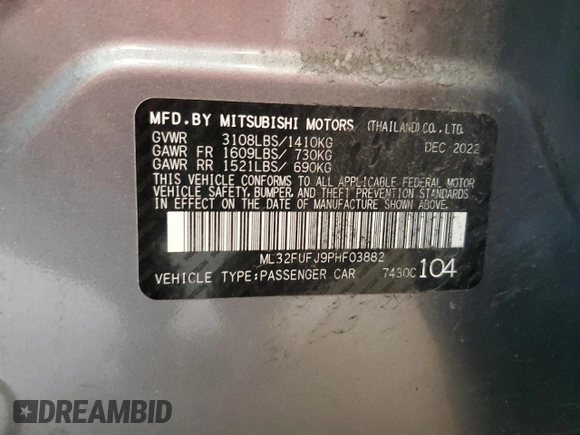 MFD.BY MITSUBISHI MOTORS (THAILAND) CO., LTD.
GVWR 3108LBS/1410KG DEC 2022
GAWR FR 1609LBS/ 730KG
GAWR RR 1521LBS/ 690KG
THIS VEHICLE CONFORMS TO ALL APPLICABLE FEDERAL MOTOR
VEHICLE SAFETY, BUMPER, AND THEFT PREVENTION STANDARDS
IN EFFECT ON THE DATE OF MANUFACTURE SHOWN ABOVE.
ML32FUFJ9PHF03882
VEHICLE TYPE:PASSENGER CAR 7430C 104
DREAMBID